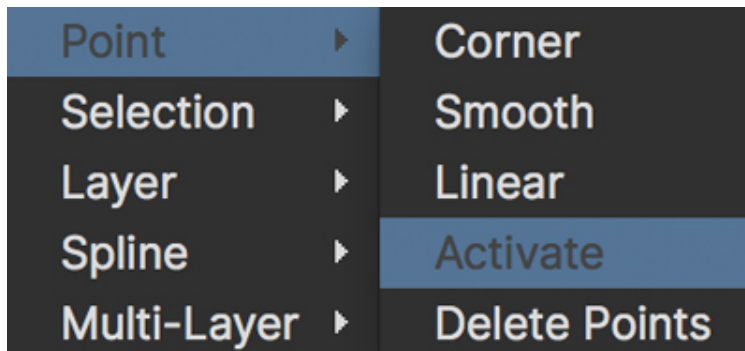 Point
Selection
Layer
Spline
Multi-Layer
Corner
Smooth
Linear
Activate
Delete Points